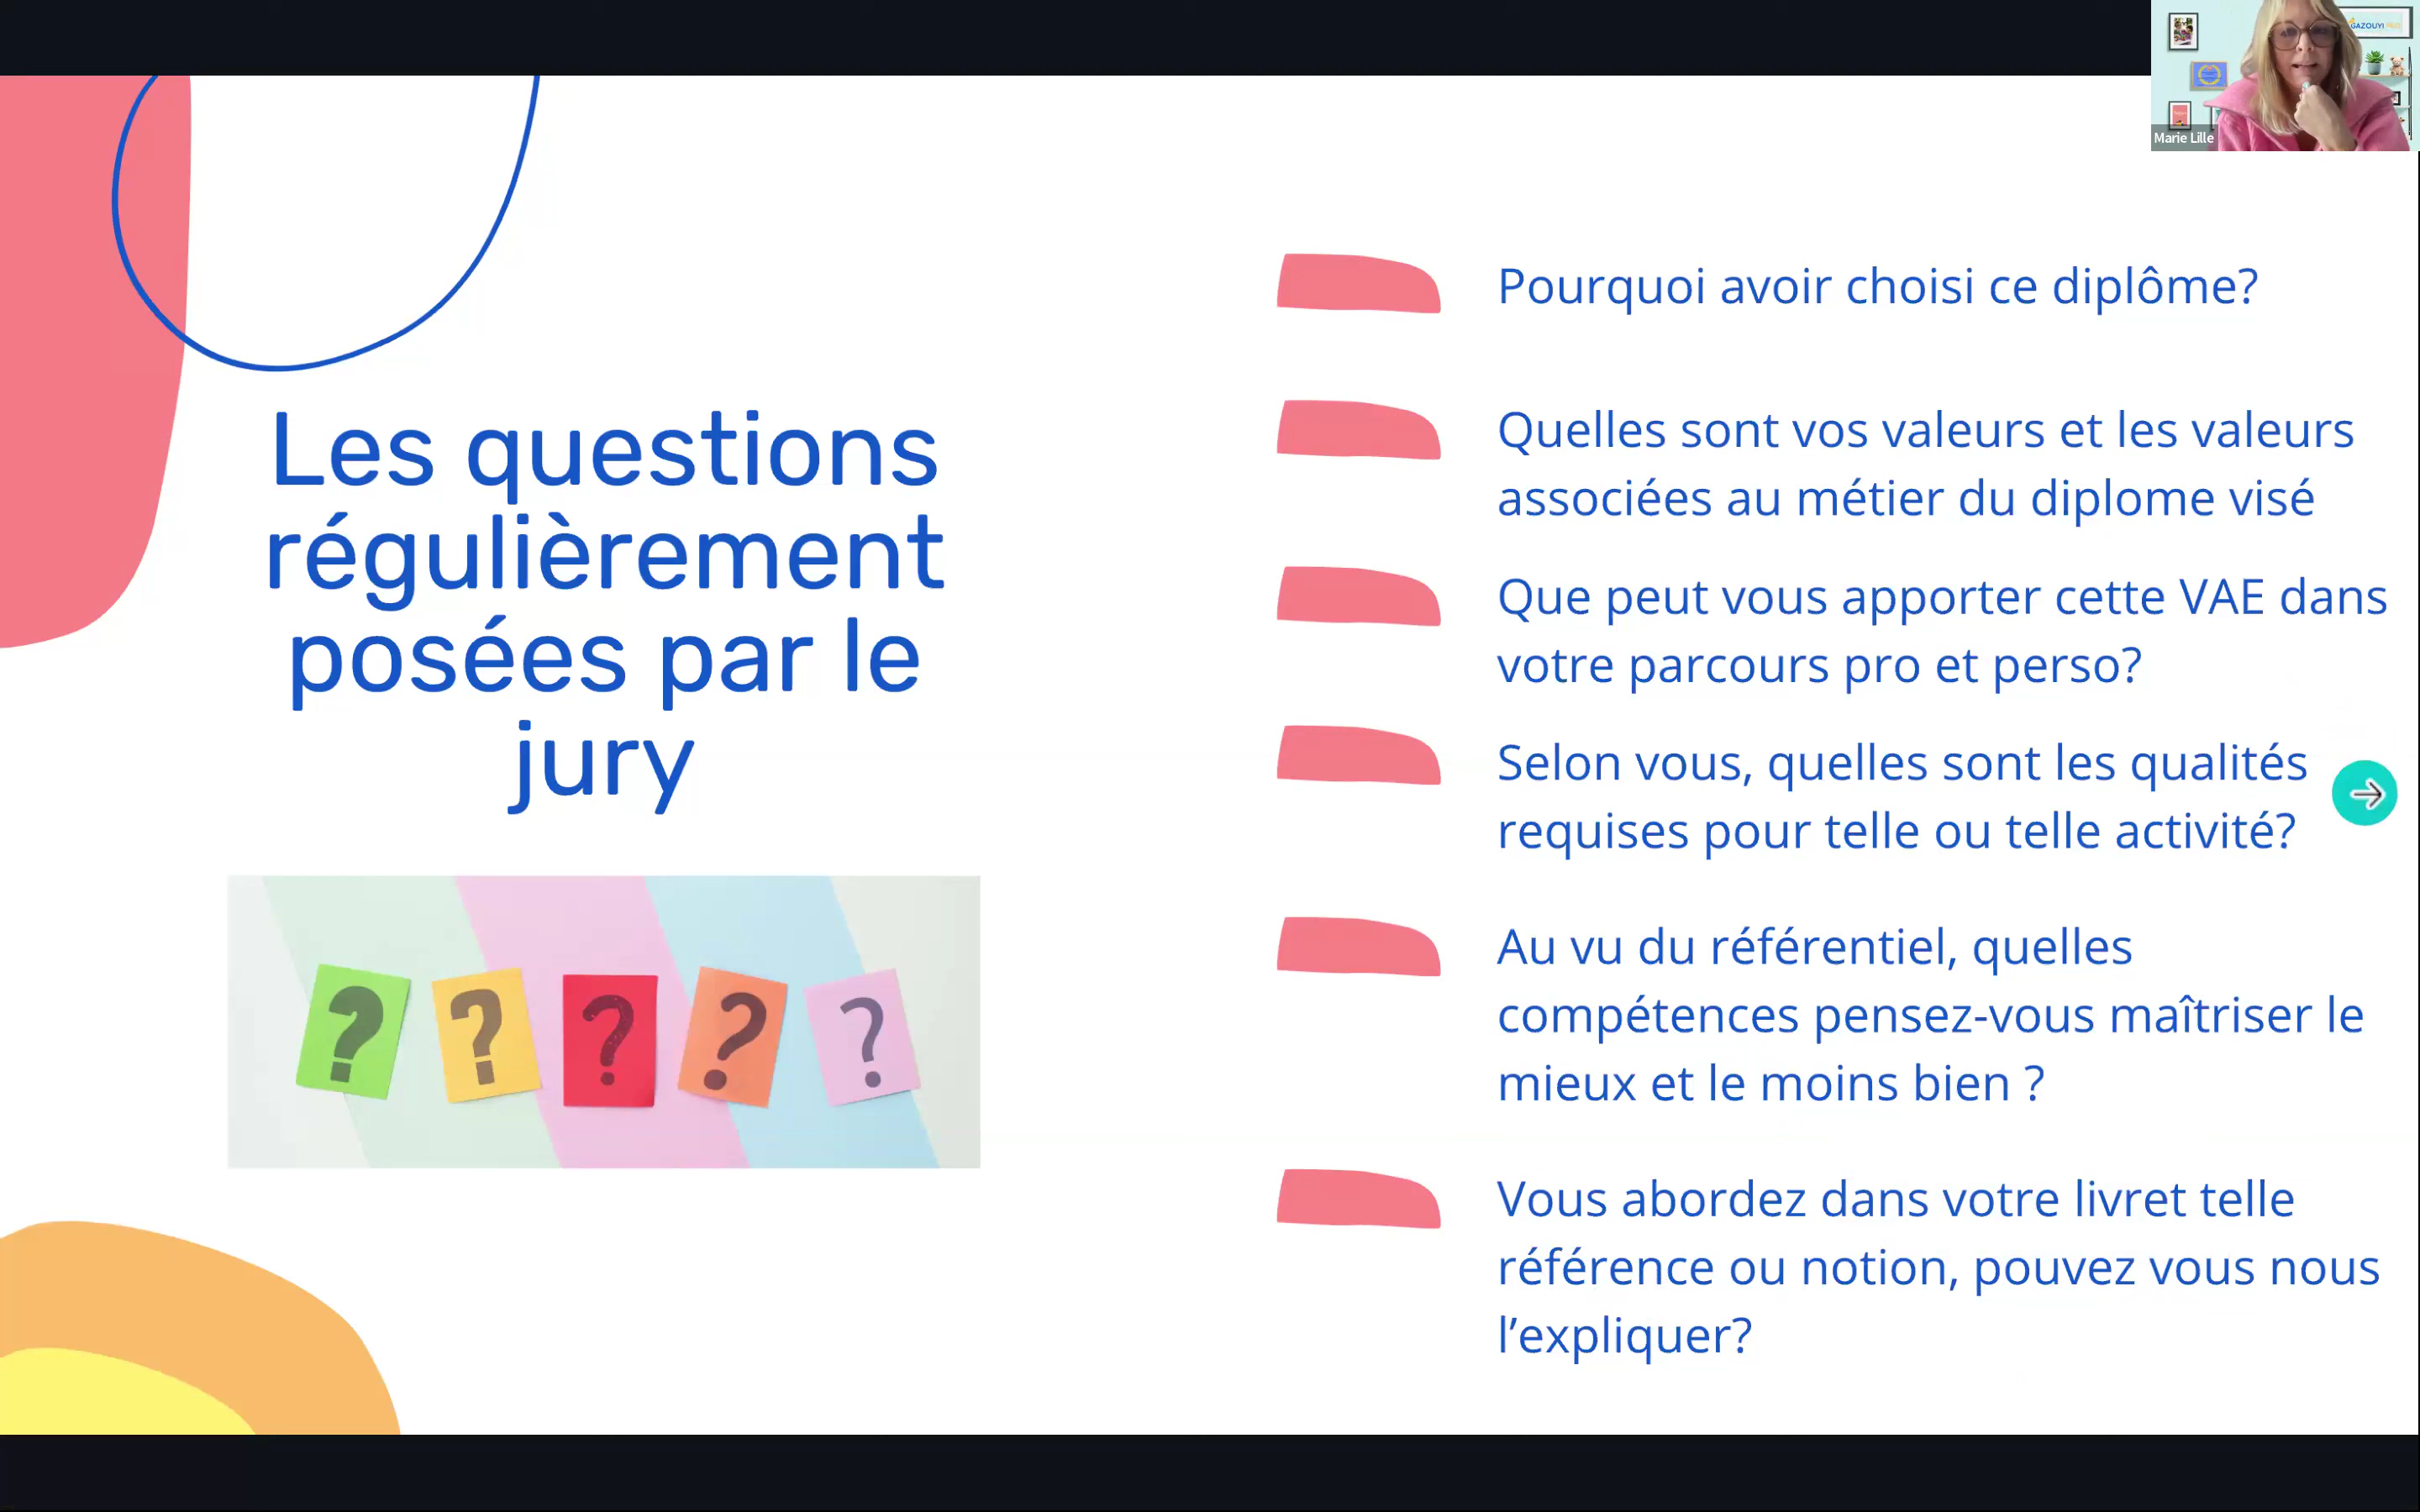 GAZOUYI
Marie Lille
Les questions
régulièrement
posées par le
jury
? ? ? ? ?
Pourquoi avoir choisi ce diplôme?
Quelles sont vos valeurs et les valeurs
associées au métier du diplome visé
Que peut vous apporter cette VAE dans
votre parcours pro et perso?
Selon vous, quelles sont les qualités
requises pour telle ou telle activité?
Au vu du référentiel, quelles
compétences pensez-vous maîtriser le
mieux et le moins bien ?
Vous abordez dans votre livret telle
référence ou notion, pouvez vous nous
l’expliquer?